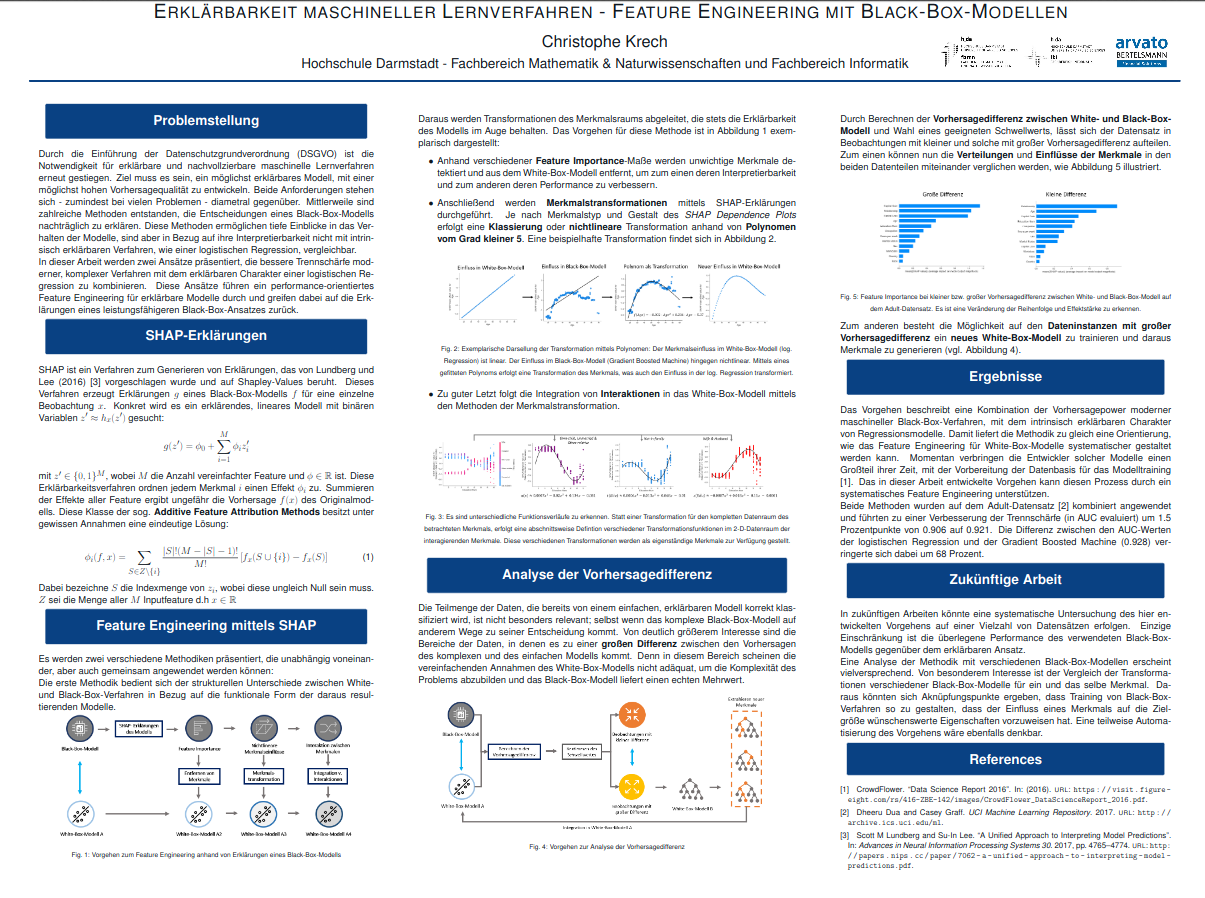 ERKLÄRBARKEIT MASCHINELLER LERNVERFAHREN - FEATURE ENGINEERING MIT BLACK-BOX-MODELLEN
Christophe Krech
Hochschule Darmstadt - Fachbereich Mathematik & Naturwissenschaften und Fachbereich Informatik
arvato
BERTELSMANN
Financial Solutions
Problemstellung
Durch die Einführung der Datenschutzgrundverordnung (DSGVO) ist die
Notwendigkeit für erklärbare und nachvollziehbare maschinelle Lernverfahren
erneut gestiegen. Ziel muss es sein, ein möglichst erklärbares Modell, mit einer
möglichst hohen Vorhersagequalität zu entwickeln. Beide Anforderungen stehen
sich - zumindest bei vielen Problemen - diametral gegenüber. Mittlerweile sind
zahlreiche Methoden entstanden, die Entscheidungen eines Black-Box-Modells
nachträglich zu erklären. Diese Methoden ermöglichen tiefe Einblicke in das Ver-
halten der Modelle, sind aber in Bezug auf ihre Interpretierbarkeit nicht mit intrin-
sisch erklärbaren Verfahren, wie einer logistischen Regression, vergleichbar.
In dieser Arbeit werden zwei Ansätze präsentiert, die bessere Trennschärfe mod-
erner, komplexer Verfahren mit dem erklärbaren Charakter einer logistischen Re-
gression zu kombinieren. Diese Ansätze führen ein performance-orientiertes
Feature Engineering für erklärbare Modelle durch und greifen dabei auf die Erk-
lärungen eines leistungsfähigeren Black-Box-Ansatzes zurück.
SHAP-Erklärungen
SHAP ist ein Verfahren zum Generieren von Erklärungen, das von Lundberg und
Lee (2016) [3] vorgeschlagen wurde und auf Shapley-Values beruht. Dieses
Verfahren erzeugt Erklärungen g eines Black-Box-Modells f für eine einzelne
Beobachtung x. Konkret wird es ein erklärendes, lineares Modell mit binären
Variablen z′ ≈ hₓ(z′) gesucht:
g(z′) = ϕ₀ + ∑ᵢ₌₁ᴹ ϕᵢz′ᵢ
mit z′ ∈ {0, 1}ᴹ, wobei M die Anzahl vereinfachter Feature und ϕ ∈ ℝ ist. Diese
Erklärbarkeitsverfahren ordnen jedem Merkmal i einen Effekt ϕᵢ zu. Summieren
der Effekte aller Feature ergibt ungefähr die Vorhersage f(x) des Originalmod-
ells. Diese Klasse der sog. Additive Feature Attribution Methods besitzt unter
gewissen Annahmen eine eindeutige Lösung:
ϕᵢ(f, x) = ∑ S∈Z\{i} |S|!(M − |S| − 1)!/M! [fₓ(S ∪ {i}) − fₓ(S)] (1)
Dabei bezeichne S die Indexmenge von zᵢ, wobei diese ungleich Null sein muss.
Z sei die Menge aller M Inputfeature d.h x ∈ ℝ
Feature Engineering mittels SHAP
Es werden zwei verschiedene Methodiken präsentiert, die unabhängig voneinan-
der, aber auch gemeinsam angewendet werden können:
Die erste Methodik bedient sich der strukturellen Unterschiede zwischen White-
und Black-Box-Verfahren in Bezug auf die funktionale Form der daraus resul-
tierenden Modelle.
SHAP Erklärungen
des Modells
Black-Box-Modell
Feature Importance
Nichtlineare
Merkmalseinflüsse
Interaktion zwischen
Merkmalen
Entfernen von
Merkmale
Merkmals-
transformation
Integration v.
Interaktionen
White-Box-Modell A
White-Box-Modell A2
White-Box-Modell A3
White-Box-Modell A4
Fig. 1: Vorgehen zum Feature Engineering anhand von Erklärungen eines Black-Box-Modells
Daraus werden Transformationen des Merkmalsraums abgeleitet, die stets die Erklärbarkeit
des Modells im Auge behalten. Das Vorgehen für diese Methode ist in Abbildung 1 exem-
plarisch dargestellt:
• Anhand verschiedener Feature Importance-Maße werden unwichtige Merkmale de-
tektiert und aus dem White-Box-Modell entfernt, um zum einen deren Interpretierbarkeit
und zum anderen deren Performance zu verbessern.
• Anschließend werden Merkmalstransformationen mittels SHAP-Erklärungen
durchgeführt. Je nach Merkmalstyp und Gestalt des SHAP Dependence Plots
erfolgt eine Klassierung oder nichtlineare Transformation anhand von Polynomen
vom Grad kleiner 5. Eine beispielhafte Transformation findet sich in Abbildung 2.
Einfluss in White-Box-Modell
Einfluss in Black-Box-Modell
Polynom als Transformation
Neuer Einfluss in White-Box-Modell
Fig. 2: Exemplarische Darsellung der Transformation mittels Polynomen: Der Merkmalseinfluss im White-Box-Modell (log.
Regression) ist linear. Der Einfluss im Black-Box-Modell (Gradient Boosted Machine) hingegen nichtlinear. Mittels eines
gefitteten Polynoms erfolgt eine Transformation des Merkmals, was auch den Einfluss in der log. Regression transformiert.
• Zu guter Letzt folgt die Integration von Interaktionen in das White-Box-Modell mittels
den Methoden der Merkmalstransformation.
Fig. 3: Es sind unterschiedliche Funktionsverläufe zu erkennen. Statt einer Transformation für den kompletten Datenraum des
betrachteten Merkmals, erfolgt eine abschnittsweise Defintion verschiedener Transformationsfunktionen im 2-D-Datenraum der
interagierenden Merkmale. Diese verschiedenen Transformationen werden als eigenständige Merkmale zur Verfügung gestellt.
Analyse der Vorhersagedifferenz
Die Teilmenge der Daten, die bereits von einem einfachen, erklärbaren Modell korrekt klas-
sifiziert wird, ist nicht besonders relevant; selbst wenn das komplexe Black-Box-Modell auf
anderem Wege zu seiner Entscheidung kommt. Von deutlich größerem Interesse sind die
Bereiche der Daten, in denen es zu einer großen Differenz zwischen den Vorhersagen
des komplexen und des einfachen Modells kommt. Denn in diesem Bereich scheinen die
vereinfachenden Annahmen des White-Box-Modells nicht adäquat, um die Komplexität des
Problems abzubilden und das Black-Box-Modell liefert einen echten Mehrwert.
Extrahieren neuer
Merkmale
Black-Box-Modell
Beobachtungen mit
kleiner Differenz
Berechnen der
Vorhersagedifferenz
Bestimmen des
Schwellwertes
White-Box-Modell A
Beobachtungen mit
großer Differenz
White-Box-Modell B
Integration in White-Box-Modell A
Fig. 4: Vorgehen zur Analyse der Vorhersagedifferenz
Durch Berechnen der Vorhersagedifferenz zwischen White- und Black-Box-
Modell und Wahl eines geeigneten Schwellwerts, lässt sich der Datensatz in
Beobachtungen mit kleiner und solche mit großer Vorhersagedifferenz aufteilen.
Zum einen können nun die Verteilungen und Einflüsse der Merkmale in den
beiden Datenteilen miteinander verglichen werden, wie Abbildung 5 illustriert.
Große Differenz
Kleine Differenz
Fig. 5: Feature Importance bei kleiner bzw. großer Vorhersagedifferenz zwischen White- und Black-Box-Modell auf
dem Adult-Datensatz. Es ist eine Veränderung der Reihenfolge und Effektstärke zu erkennen.
Zum anderen besteht die Möglichkeit auf den Dateninstanzen mit großer
Vorhersagedifferenz ein neues White-Box-Modell zu trainieren und daraus
Merkmale zu generieren (vgl. Abbildung 4).
Ergebnisse
Das Vorgehen beschreibt eine Kombination der Vorhersagepower moderner
maschineller Black-Box-Verfahren, mit dem intrinsisch erklärbaren Charakter
von Regressionsmodelle. Damit liefert die Methodik zu gleich eine Orientierung,
wie das Feature Engineering für White-Box-Modelle systematischer gestaltet
werden kann. Momentan verbringen die Entwickler solcher Modelle einen
Großteil ihrer Zeit, mit der Vorbereitung der Datenbasis für das Modelltraining
[1]. Das in dieser Arbeit entwickelte Vorgehen kann diesen Prozess durch ein
systematisches Feature Engineering unterstützen.
Beide Methoden wurden auf dem Adult-Datensatz [2] kombiniert angewendet
und führten zu einer Verbesserung der Trennschärfe (in AUC evaluiert) um 1.5
Prozentpunkte von 0.906 auf 0.921. Die Differenz zwischen den AUC-Werten
der logistischen Regression und der Gradient Boosted Machine (0.928) ver-
ringerte sich dabei um 68 Prozent.
Zukünftige Arbeit
In zukünftigen Arbeiten könnte eine systematische Untersuchung des hier en-
twickelten Vorgehens auf einer Vielzahl von Datensätzen erfolgen. Einzige
Einschränkung ist die überlegene Performance des verwendeten Black-Box-
Modells gegenüber dem erklärbaren Ansatz.
Eine Analyse der Methodik mit verschiedenen Black-Box-Modellen erscheint
vielversprechend. Von besonderem Interesse ist der Vergleich der Transforma-
tionen verschiedener Black-Box-Modelle für ein und das selbe Merkmal. Da-
raus könnten sich Aknüpfungspunkte ergeben, dass Training von Black-Box-
Verfahren so zu gestalten, dass der Einfluss eines Merkmals auf die Ziel-
größe wünschenswerte Eigenschaften vorzuweisen hat. Eine teilweise Automa-
tisierung des Vorgehens wäre ebenfalls denkbar.
References
[1] CrowdFlower. “Data Science Report 2016”. In: (2016). URL: https://visit.figure-
eight.com/rs/416-ZBE-142/images/CrowdFlower_DataScienceReport_2016.pdf.
[2] Dheeru Dua and Casey Graff. UCI Machine Learning Repository. 2017. URL: http://
archive.ics.uci.edu/ml.
[3] Scott M Lundberg and Su-In Lee. “A Unified Approach to Interpreting Model Predictions”.
In: Advances in Neural Information Processing Systems 30. 2017, pp. 4765–4774. URL: http:
//papers.nips.cc/paper/7062-a-unified-approach-to-interpreting-model-
predictions.pdf.